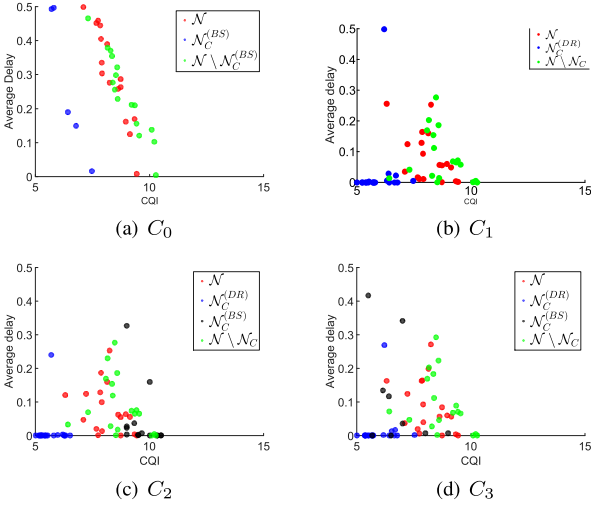 0.5
0.4
0.3
0.2
0.1
0
Average Delay
5 10 15
CQI
𝒩
𝒩_C^(BS)
𝒩 \ 𝒩_C^(BS)
(a) C₀
0.5
0.4
0.3
0.2
0.1
0
Average Delay
5 10 15
CQI
𝒩
𝒩_C^(DR)
𝒩 \ 𝒩_C
(b) C₁
0.5
0.4
0.3
0.2
0.1
0
Average delay
5 10 15
CQI
𝒩
𝒩_C^(DR)
𝒩_C^(BS)
𝒩 \ 𝒩_C
(c) C₂
0.5
0.4
0.3
0.2
0.1
0
Average delay
5 10 15
CQI
𝒩
𝒩_C^(DR)
𝒩_C^(BS)
𝒩 \ 𝒩_C
(d) C₃